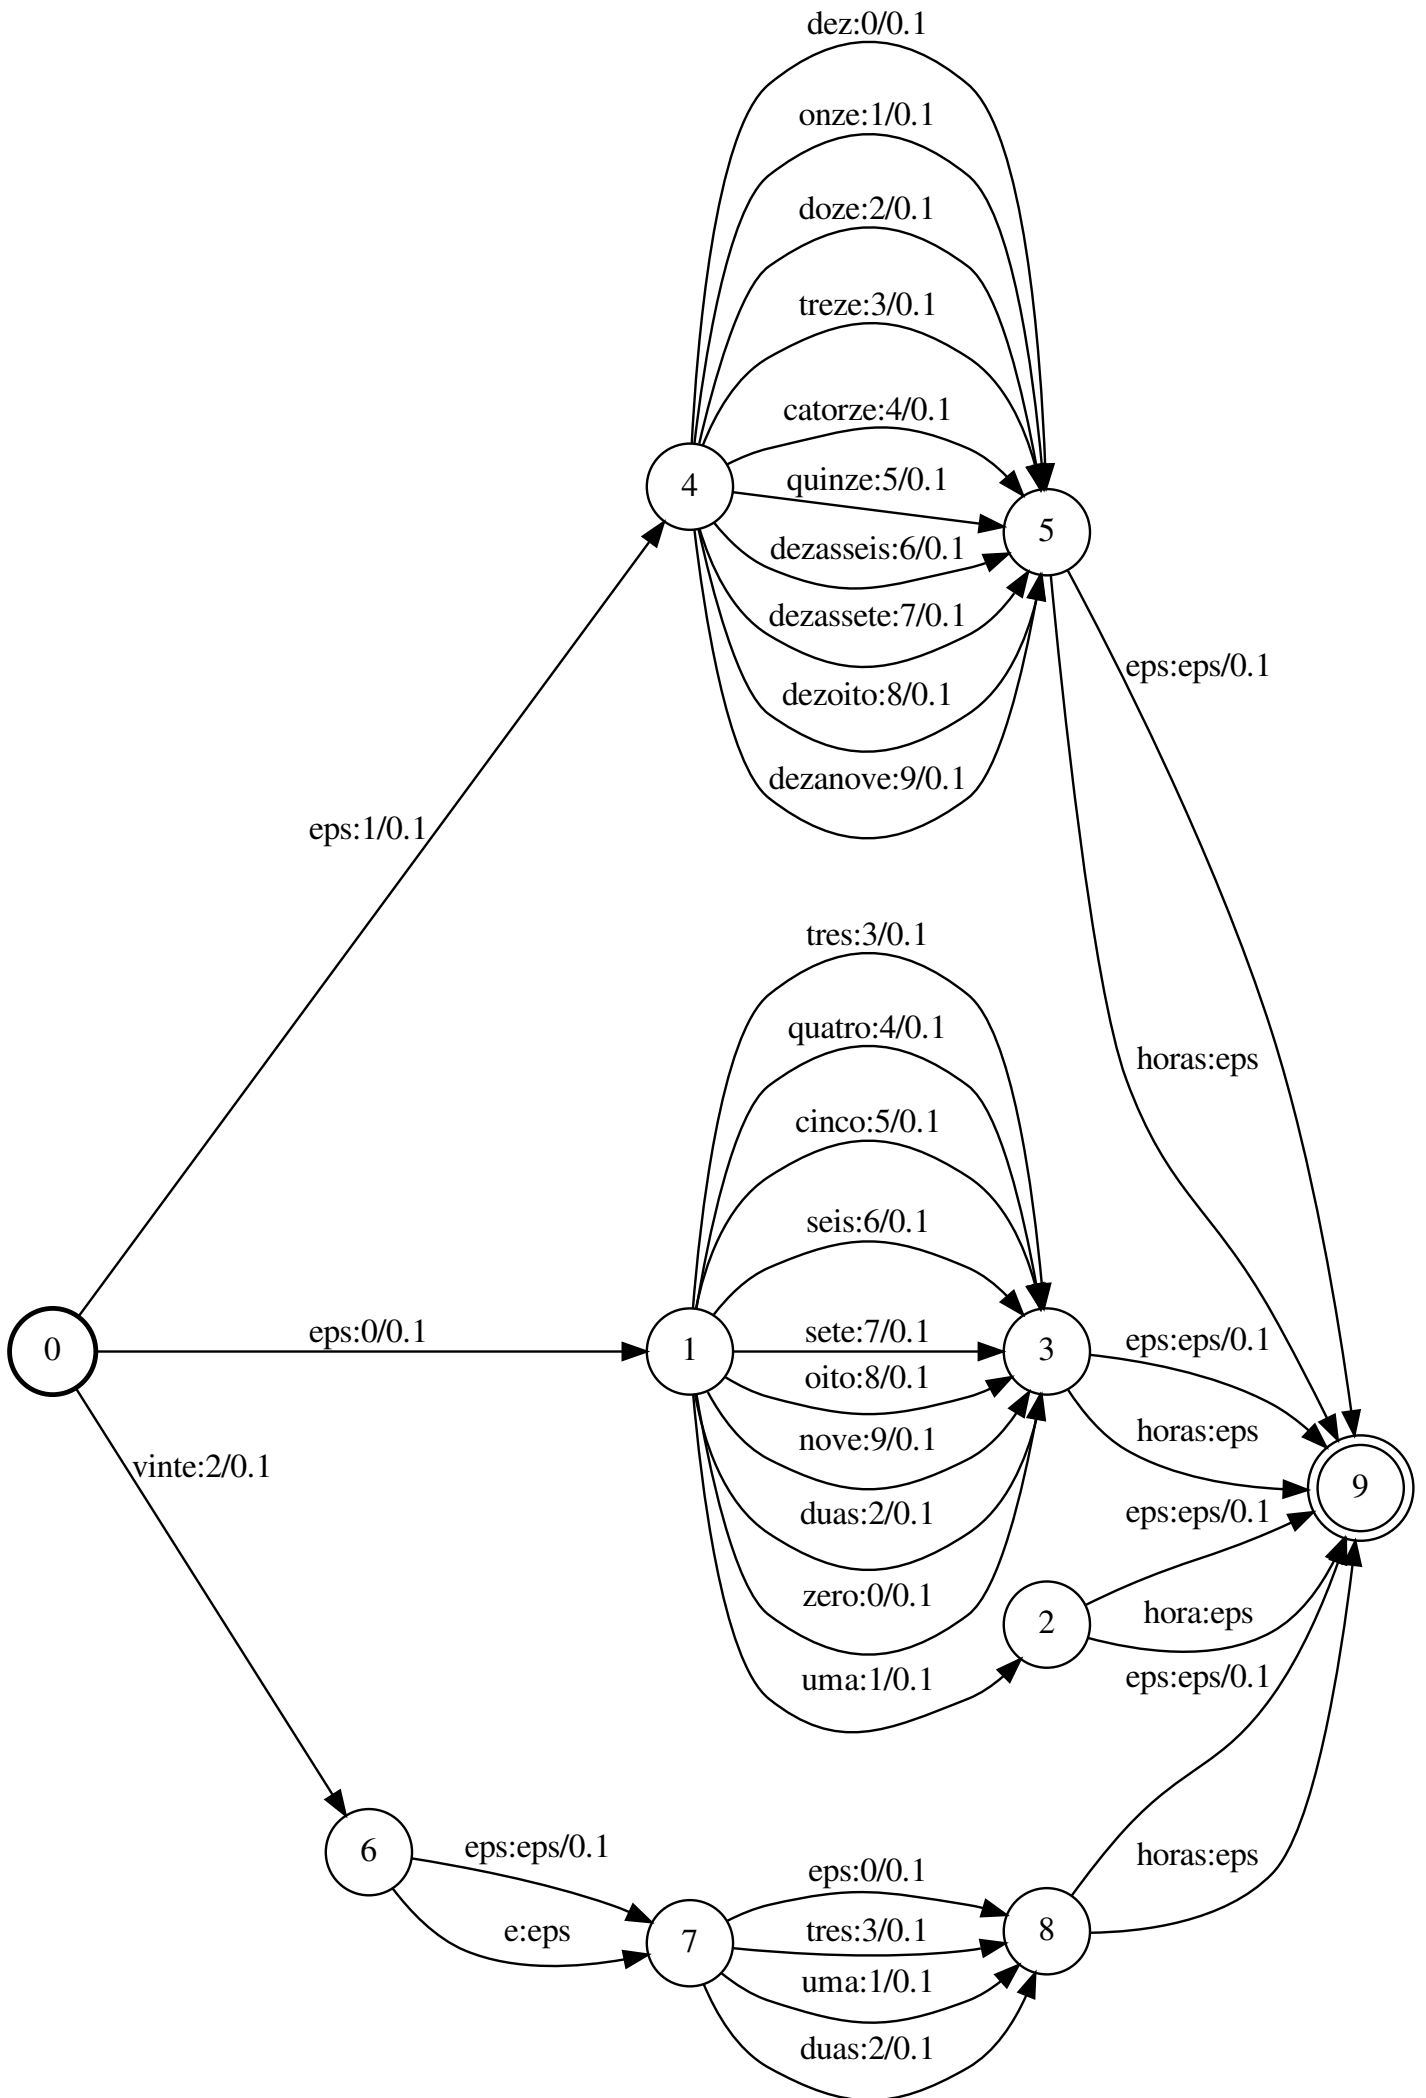 dez:0/0.1
onze:1/0.1
doze:2/0.1
treze:3/0.1
catorze:4/0.1
4
quinze:5/0.1
5
dezasseis:6/0.1
dezassete:7/0.1
eps:eps/0.1
dezoito:8/0.1
dezanove:9/0.1
eps:1/0.1
tres:3/0.1
quatro:4/0.1
horas:eps
cinco:5/0.1
seis:6/0.1
0
eps:0/0.1
1
sete:7/0.1
3
eps:eps/0.1
oito:8/0.1
nove:9/0.1
horas:eps
vinte:2/0.1
9
duas:2/0.1
eps:eps/0.1
zero:0/0.1
2
hora:eps
uma:1/0.1
eps:eps/0.1
6
eps:eps/0.1
horas:eps
eps:0/0.1
e:eps
7
tres:3/0.1
8
uma:1/0.1
duas:2/0.1